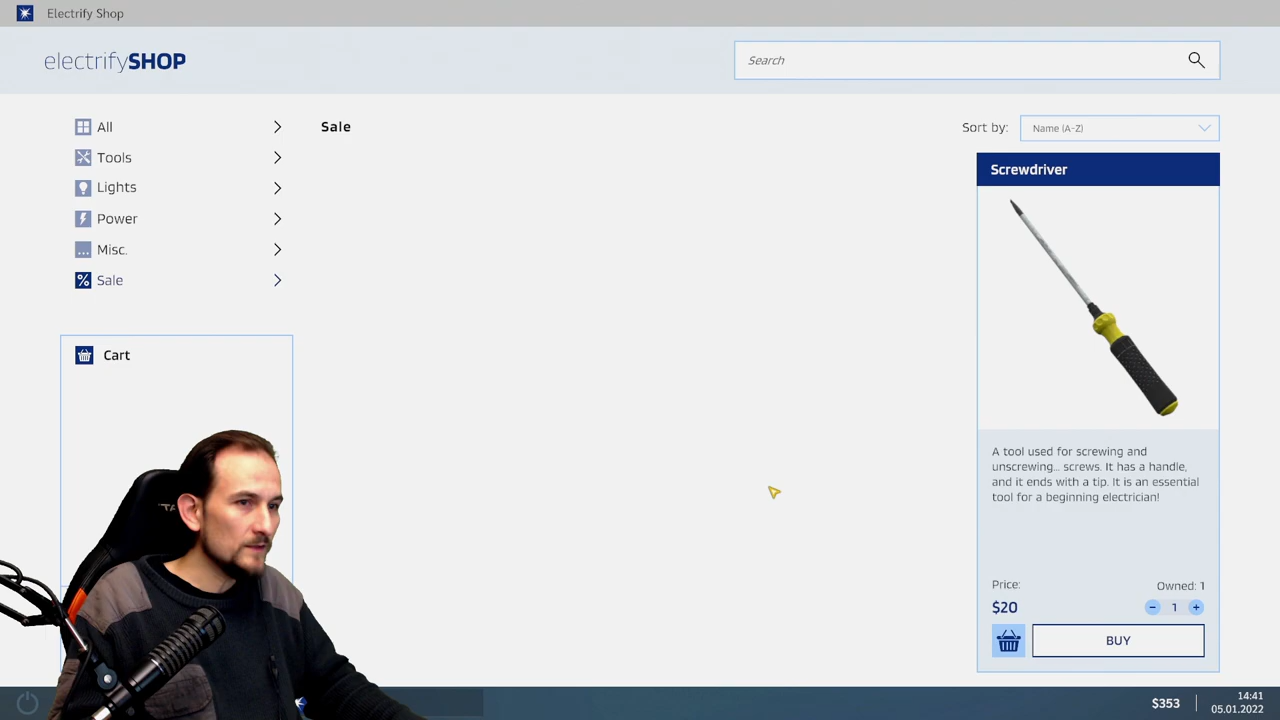 Electrify Shop
electrifySHOP
Search
All
Tools
Lights
Power
Misc.
Sale
Cart
Sale
Sort by: Name (A-Z)
Screwdriver
A tool used for screwing and
unscrewing... screws. It has a handle,
and it ends with a tip. It is an essential
tool for a beginning electrician!
Price: Owned: 1
$20 1
BUY
$353
14:41
05.01.2022